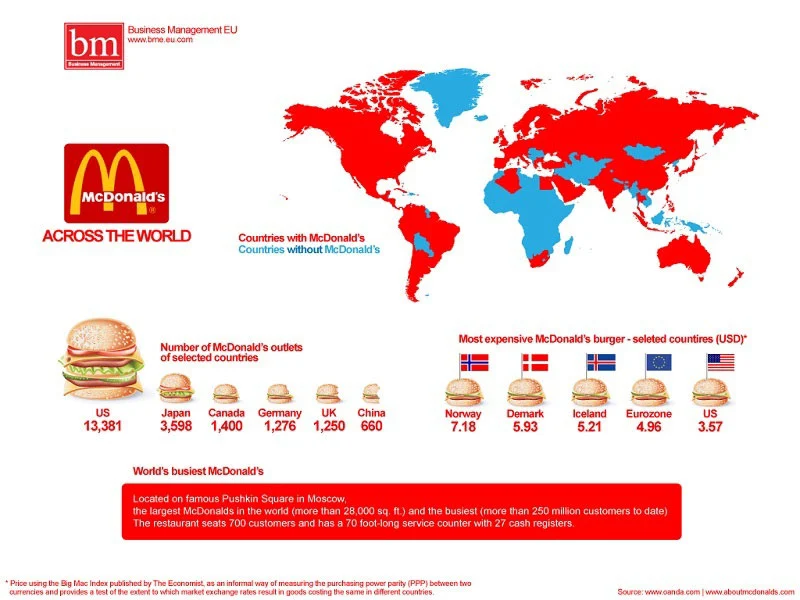 bm
Business Management
Business Management EU
www.bme.eu.com
McDonald's
®
ACROSS THE WORLD
Countries with McDonald's
Countries without McDonald's
Number of McDonald's outlets
of selected countries
US
13,381
Japan
3,598
Canada
1,400
Germany
1,276
UK
1,250
China
660
Most expensive McDonald's burger - seleted countires (USD)*
Norway
7.18
Demark
5.93
Iceland
5.21
Eurozone
4.96
US
3.57
World's busiest McDonald's
Located on famous Pushkin Square in Moscow,
the largest McDonalds in the world (more than 28,000 sq. ft.) and the busiest (more than 250 million customers to date)
The restaurant seats 700 customers and has a 70 foot-long service counter with 27 cash registers.
* Price using the Big Mac Index published by The Economist, as an informal way of measuring the purchasing power parity (PPP) between two
currencies and provides a test of the extent to which market exchange rates result in goods costing the same in different countries.
Source: www.oanda.com | www.aboutmcdonalds.com